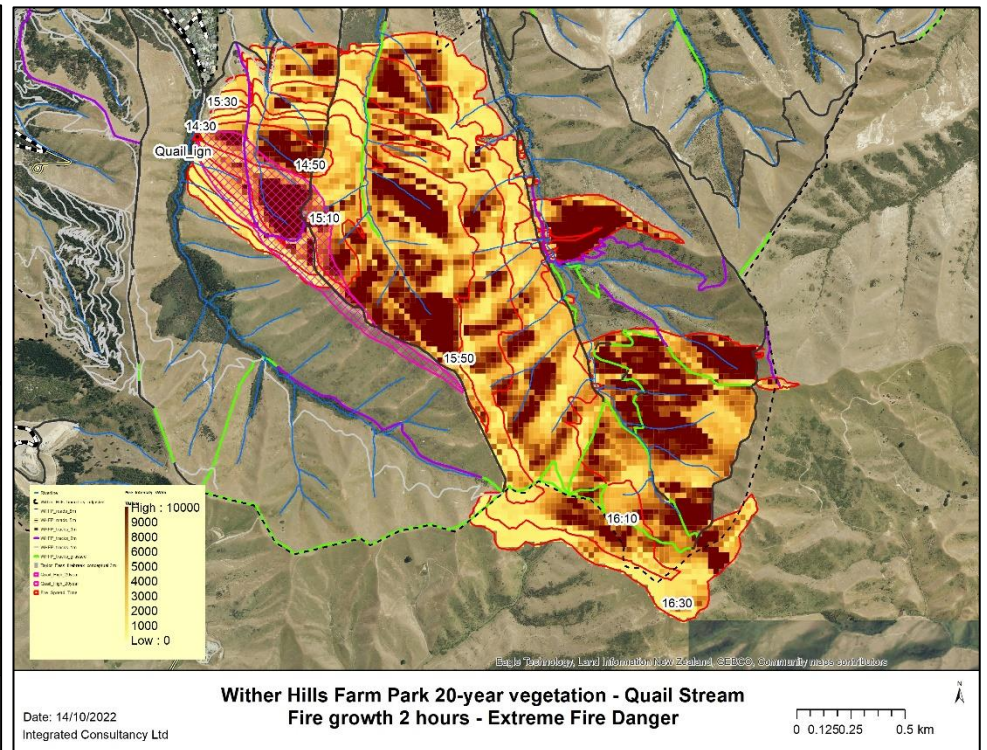 15:30
14:30
Quail_ign
14:50
15:10
15:50
16:10
16:30
High : 10000
9000
8000
7000
6000
5000
4000
3000
2000
1000
Low : 0
Eagle Technology, Land Information New Zealand, GEBCO, Community maps contributors
Wither Hills Farm Park 20-year vegetation - Quail Stream
Fire growth 2 hours - Extreme Fire Danger
Date: 14/10/2022
Integrated Consultancy Ltd
N
0 0.125 0.25 0.5 km